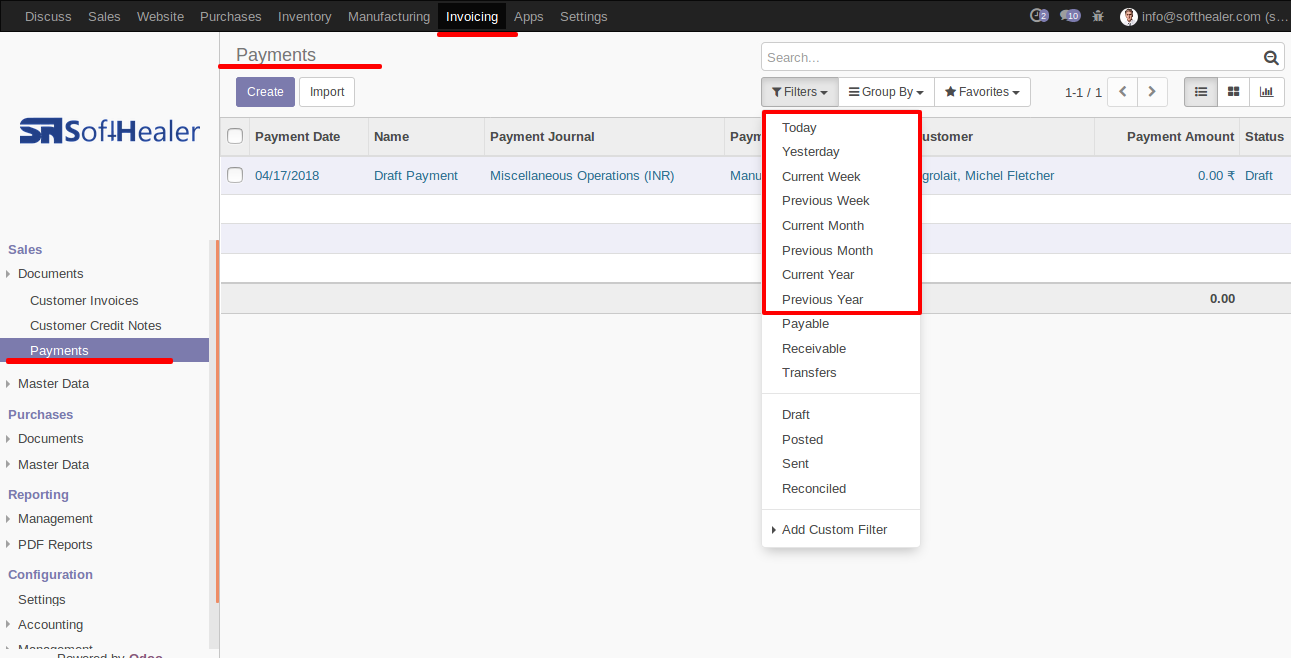 Discuss Sales Website Purchases Inventory Manufacturing Invoicing Apps Settings 2 10 info@softhealer.com (s...
Payments
Search...
Create Import
Filters Group By Favorites 1-1 / 1
SR SoftHealer
Payment Date Name Payment Journal Paym ustomer Payment Amount Status
04/17/2018 Draft Payment Miscellaneous Operations (INR) Manu grolait, Michel Fletcher 0.00 ₹ Draft
0.00
Today
Yesterday
Current Week
Previous Week
Current Month
Previous Month
Current Year
Previous Year
Payable
Receivable
Transfers
Draft
Posted
Sent
Reconciled
Add Custom Filter
Sales
Documents
Customer Invoices
Customer Credit Notes
Payments
Master Data
Purchases
Documents
Master Data
Reporting
Management
PDF Reports
Configuration
Settings
Accounting
Management
Powered by Odoo